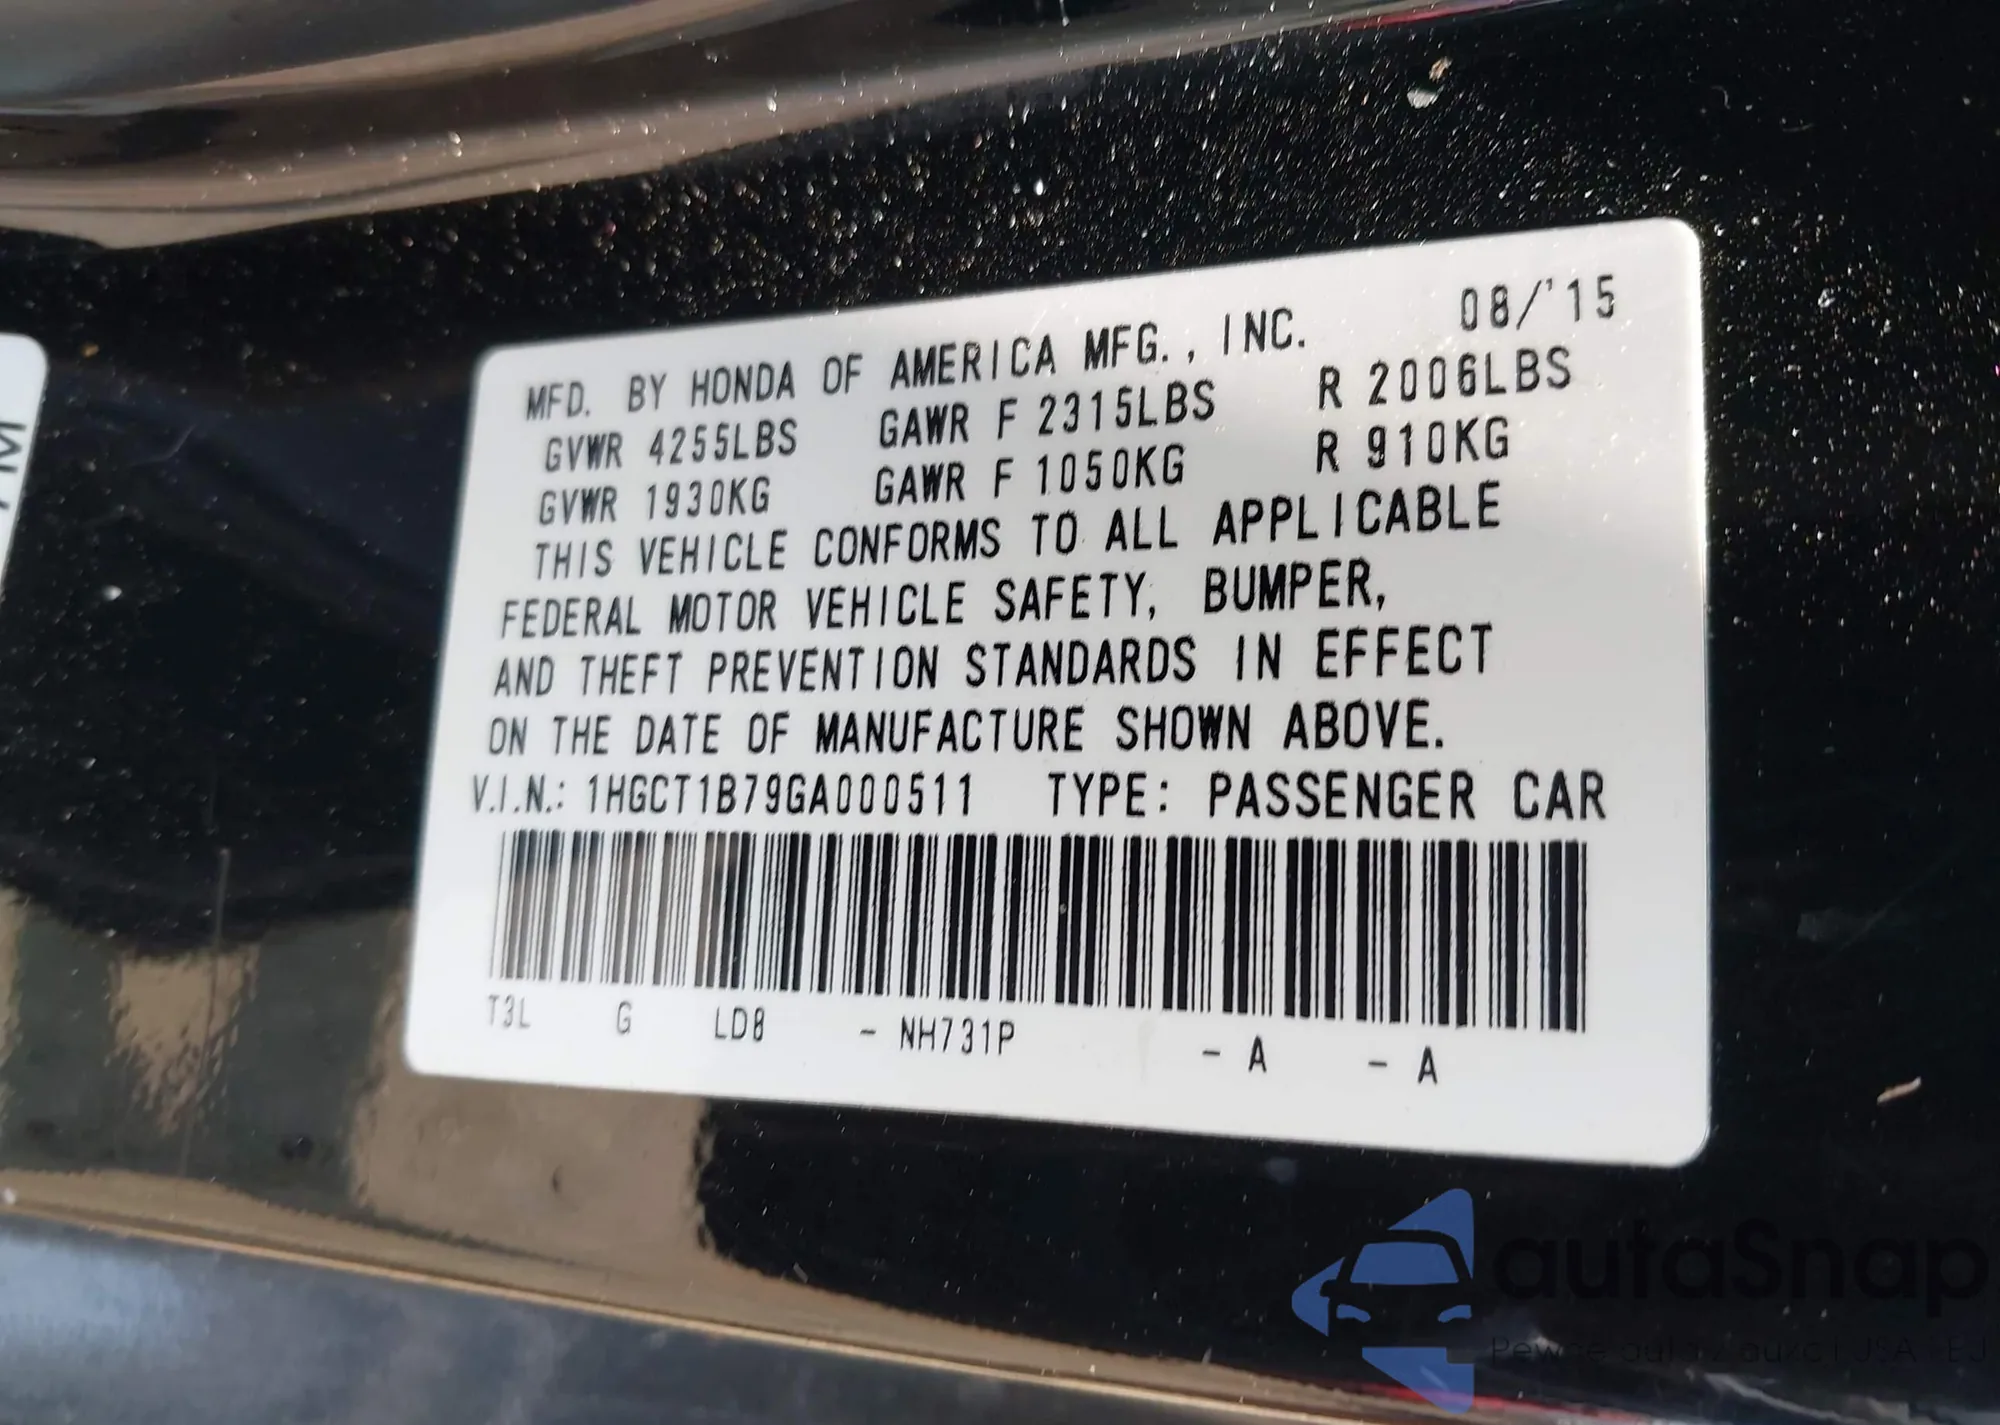 MFD. BY HONDA OF AMERICA MFG., INC. 08/'15
GVWR 4255LBS GAWR F 2315LBS R 2006LBS
GVWR 1930KG GAWR F 1050KG R 910KG
THIS VEHICLE CONFORMS TO ALL APPLICABLE
FEDERAL MOTOR VEHICLE SAFETY, BUMPER,
AND THEFT PREVENTION STANDARDS IN EFFECT
ON THE DATE OF MANUFACTURE SHOWN ABOVE.
V.I.N.: 1HGCT1B79GA000511 TYPE: PASSENGER CAR
T3L G LD8 - NH731P - A - A
autaSnap